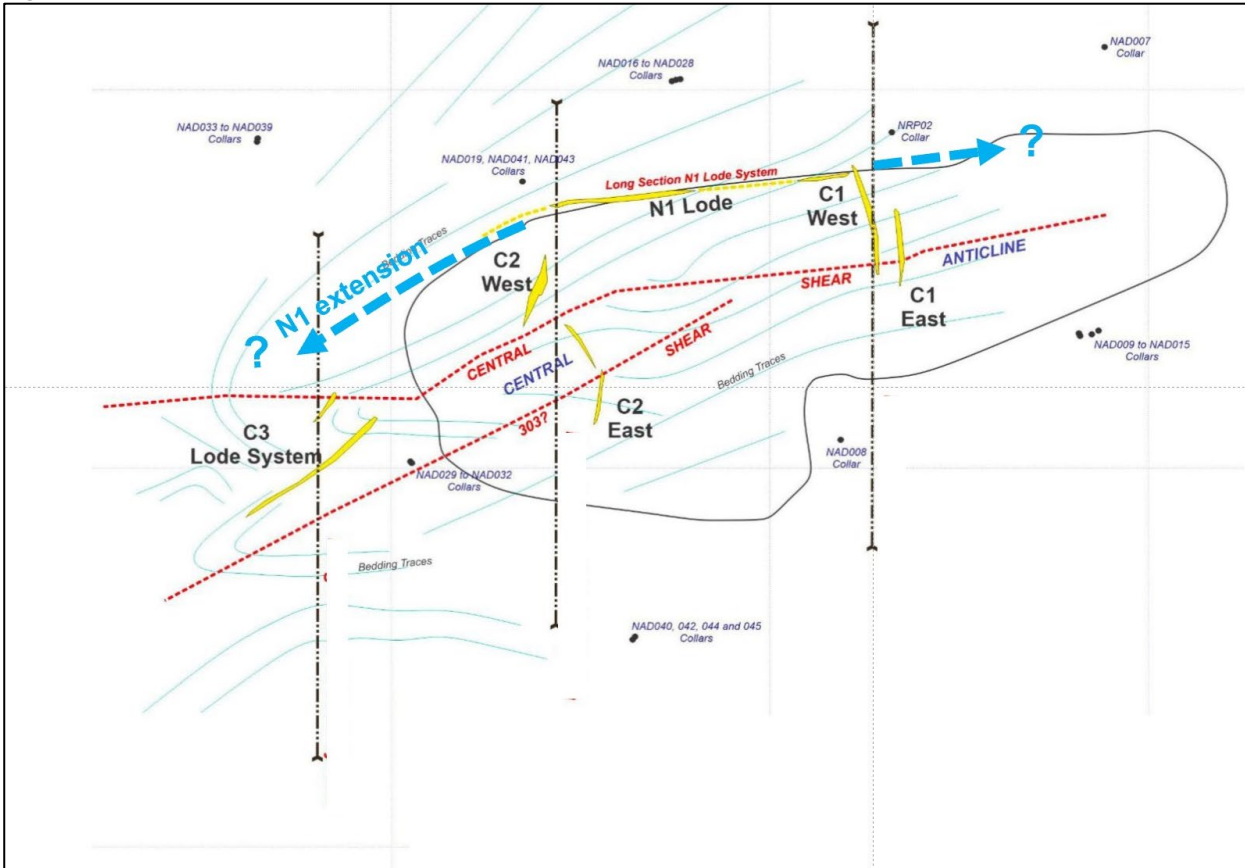 NAD007
Collar
NAD016 to NAD028
Collars
NAD033 to NAD039
Collars
NRP02
Collar
?
NAD019, NAD041, NAD043
Collars
Long Section N1 Lode System
N1 Lode
C1
West
Bedding Traces
N1 extension
?
C2
West
ANTICLINE
SHEAR
C1
East
CENTRAL
CENTRAL
SHEAR
NAD009 to NAD015
Collars
Bedding Traces
303?
C2
East
C3
Lode System
NAD008
Collar
NAD029 to NAD032
Collars
Bedding Traces
NAD040, 042, 044 and 045
Collars